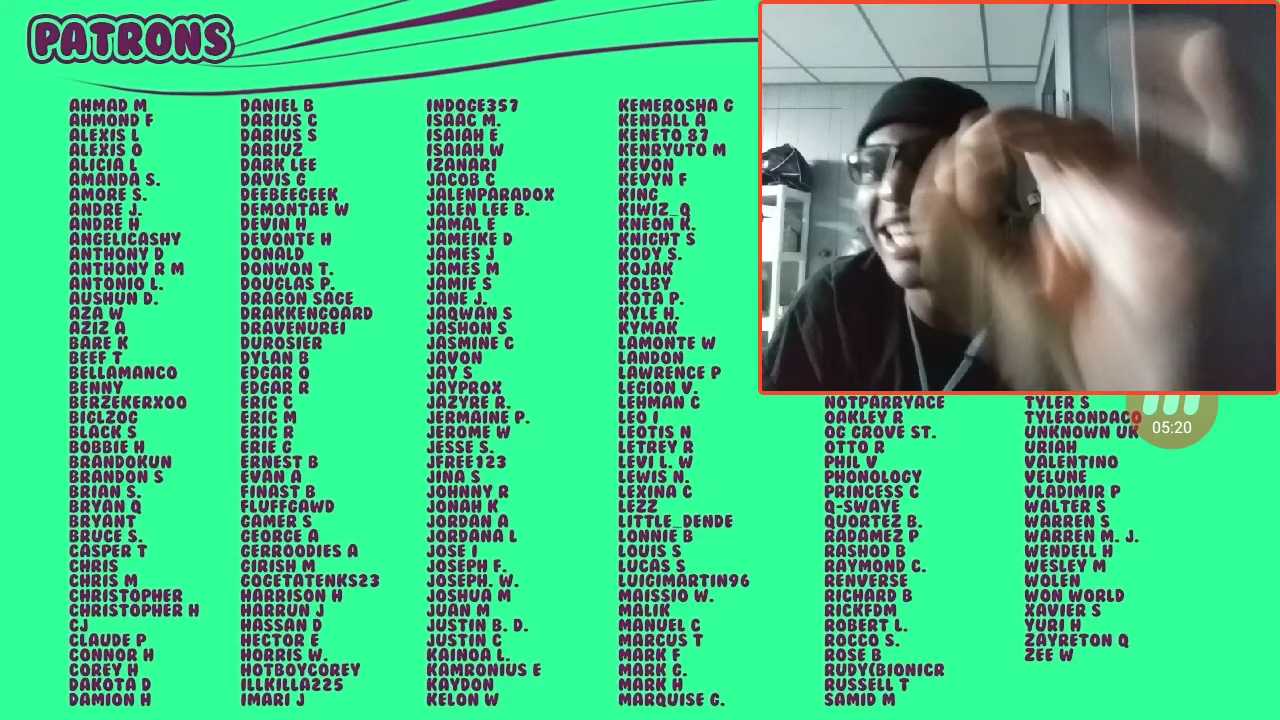 PATRONS
AHMAD M
AHMOND F
ALEXIS L
ALEXIS O
ALICIA L
AMANDA S.
AMORE S.
ANDRE J.
ANDRE H
ANGELICASHY
ANTHONY D
ANTHONY R M
ANTONIO L.
AUSHUN D.
AZA W
AZIZ A
BARE K
BEEF T
BELLAMANCO
BENNY
BERZERKERXOO
BIGLZOG
BLACK S
BOBBIE H
BRANDOKUN
BRANDON S
BRIAN S.
BRYAN Q
BRYANT
BRUCE S.
CASPER T
CHRIS
CHRIS M
CHRISTOPHER
CHRISTOPHER H
CJ
CLAUDE P
CONNOR H
COREY H
DAKOTA D
DAMION H
DANIEL B
DARIUS C
DARIUS S
DARIUZ
DARK LEE
DAVIS G
DEEBEEGEEK
DEMONTAE W
DEVIN H
DEVONTE H
DONALD
DONWON T.
DOUGLAS P.
DRAGON SAGE
DRAKKENGOARD
DRAVENUREI
DUROSIER
DYLAN B
EDGAR O
EDGAR R
ERIC C
ERIC M
ERIC R
ERIE G
ERNEST B
EVAN A
FINAST B
FLUFFGAWD
GAMER S
GEORGE A
GERROODIES A
GIRISH M
GOGETATENKS23
HARRISON H
HARRUN J
HASSAN D
HECTOR E
HORRIS W.
HOTBOYCOREY
ILLKILLA225
IMARI J
INDOGE357
ISAAC M.
ISAIAH E
ISAIAH W
IZANARI
JACOB C
JALENPARADOX
JALEN LEE B.
JAMAL E
JAMEIKE D
JAMES J
JAMES M
JAMIE S
JANE J.
JAQWAN S
JASHON S
JASMINE C
JAVON
JAY S
JAYPROX
JAZYRE R.
JERMAINE P.
JEROME W
JESSE S.
JFREE123
JINA S
JOHNNY R
JONAH K
JORDAN A
JORDANA L
JOSE I
JOSEPH F.
JOSEPH. W.
JOSHUA M
JUAN M
JUSTIN B. D.
JUSTIN C
KAINOA L.
KAMRONIUS E
KAYDON
KELON W
KEMEROSHA G
KENDALL A
KENETO 87
KENRYUTO M
KEVON
KEVYN F
KING
KIWIZ_Q
KNEON K.
KNIGHT S
KODY S.
KOJAK
KOLBY
KOTA P.
KYLE H.
KYMAK
LAMONTE W
LANDON
LAWRENCE P
LEGION V.
LEHMAN C
LEO I
LEOTIS N
LETREY R
LEVI L. W
LEWIS N.
LEXINA C
LEZZ
LITTLE_DENDE
LONNIE B
LOUIS S
LUCAS S
LUIGIMARTIN96
MAISSIO W.
MALIK
MANUEL G
MARCUS T
MARK F
MARK G.
MARK H
MARQUISE G.
NOTPARRYACE
OAKLEY R
OG GROVE ST.
OTTO R
PHIL V
PHONOLOGY
PRINCESS C
Q-SWAYE
QUORTEZ B.
RADAMEZ P
RASHOD B
RAYMOND C.
RENVERSE
RICHARD B
RICKFDM
ROBERT L.
ROCCO S.
ROSE B
RUDY(BIONICR
RUSSELL T
SAMID M
TYLER S
TYLERONDACO
UNKNOWN UK
URIAH
VALENTINO
VELUNE
VLADIMIR P
WALTER S
WARREN S
WARREN M. J.
WENDELL H
WESLEY M
WOLEN
WON WORLD
XAVIER S
YURI H
ZAYRETON Q
ZEE W
05:20